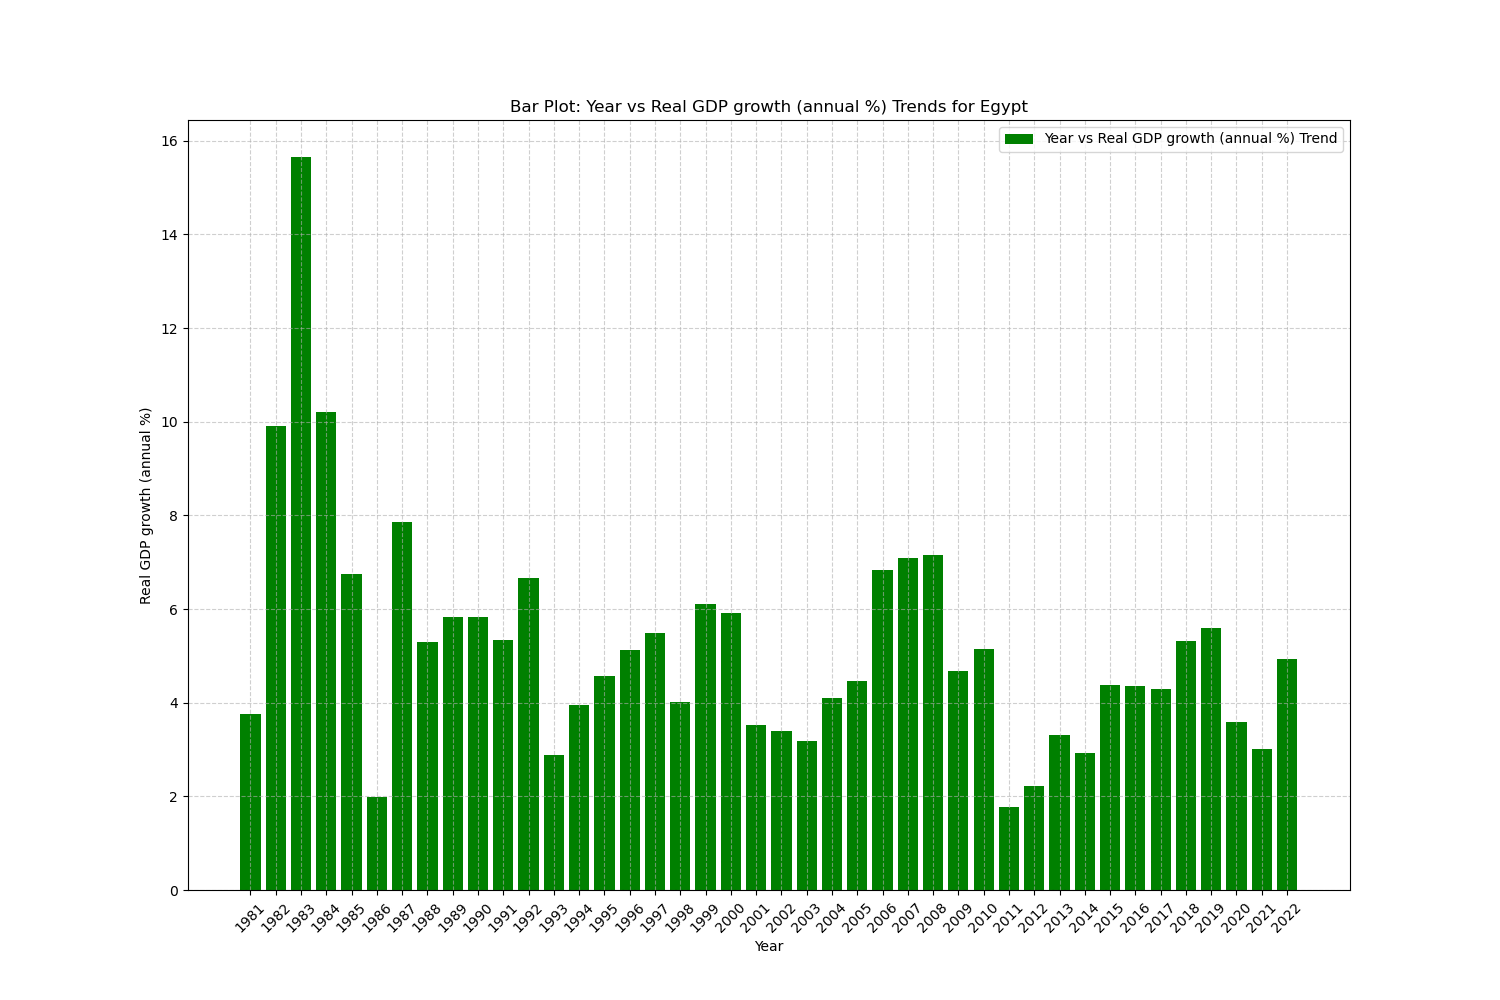 Bar Plot: Year vs Real GDP growth (annual %) Trends for Egypt
Year vs Real GDP growth (annual %) Trend
16
14
12
10
8
6
4
2
0
Real GDP growth (annual %)
1981 1982 1983 1984 1985 1986 1987 1988 1989 1990 1991 1992 1993 1994 1995 1996 1997 1998 1999 2000 2001 2002 2003 2004 2005 2006 2007 2008 2009 2010 2011 2012 2013 2014 2015 2016 2017 2018 2019 2020 2021 2022
Year